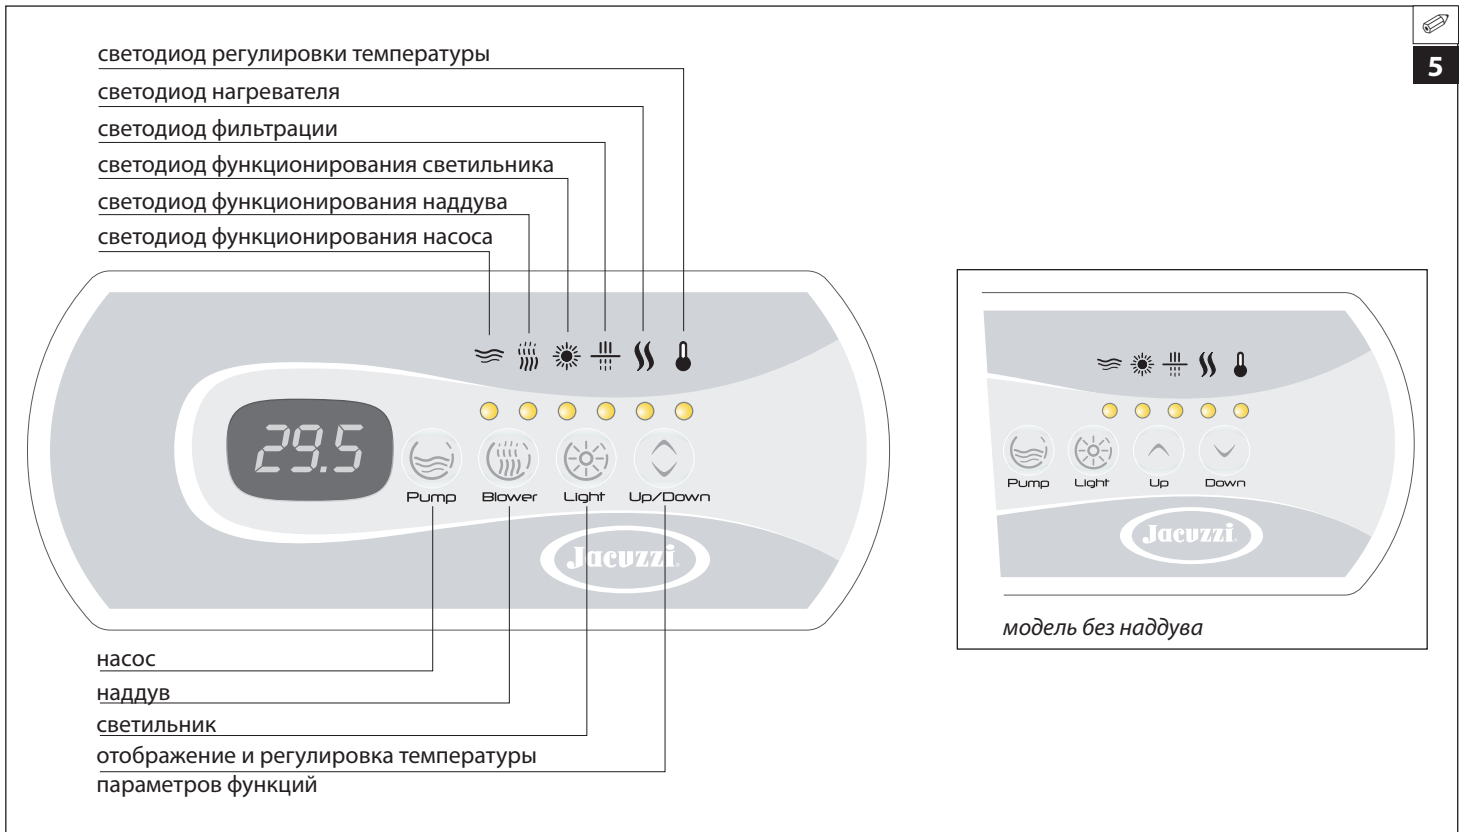 5
светодиод регулировки температуры
светодиод нагревателя
светодиод фильтрации
светодиод функционирования светильника
светодиод функционирования наддува
светодиод функционирования насоса
29.5
Pump Blower Light Up/Down
Jacuzzi
насос
наддув
светильник
отображение и регулировка температуры
параметров функций
Pump Light Up Down
Jacuzzi
модель без наддува